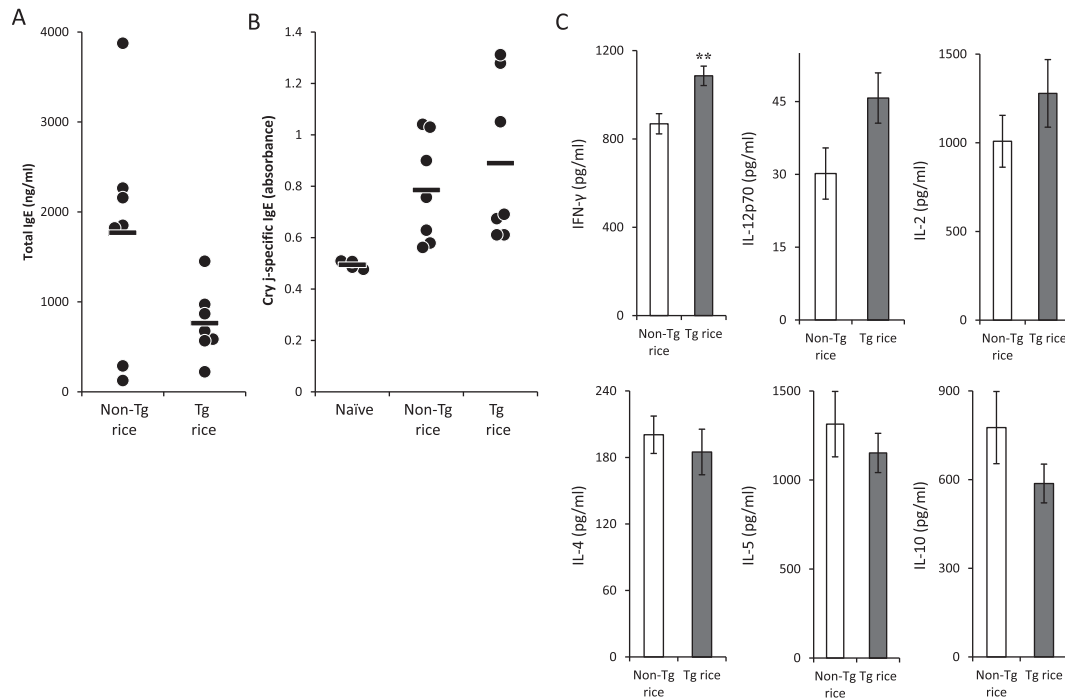 A
Total IgE (ng/ml)
4000
3000
2000
1000
0
Non-Tg
rice
Tg
rice
B
Cry j-specific IgE (absorbance)
1.4
1.2
1
0.8
0.6
0.4
0.2
0
Naïve
Non-Tg
rice
Tg
rice
C
IFN-γ (pg/ml)
1200
800
400
0
**
Non-Tg
rice
Tg rice
IL-12p70 (pg/ml)
45
30
15
0
Non-Tg
rice
Tg rice
IL-2 (pg/ml)
1500
1000
500
0
Non-Tg
rice
Tg rice
IL-4 (pg/ml)
240
180
120
60
0
Non-Tg
rice
Tg rice
IL-5 (pg/ml)
1500
1000
500
0
Non-Tg
rice
Tg rice
IL-10 (pg/ml)
900
600
300
0
Non-Tg
rice
Tg rice